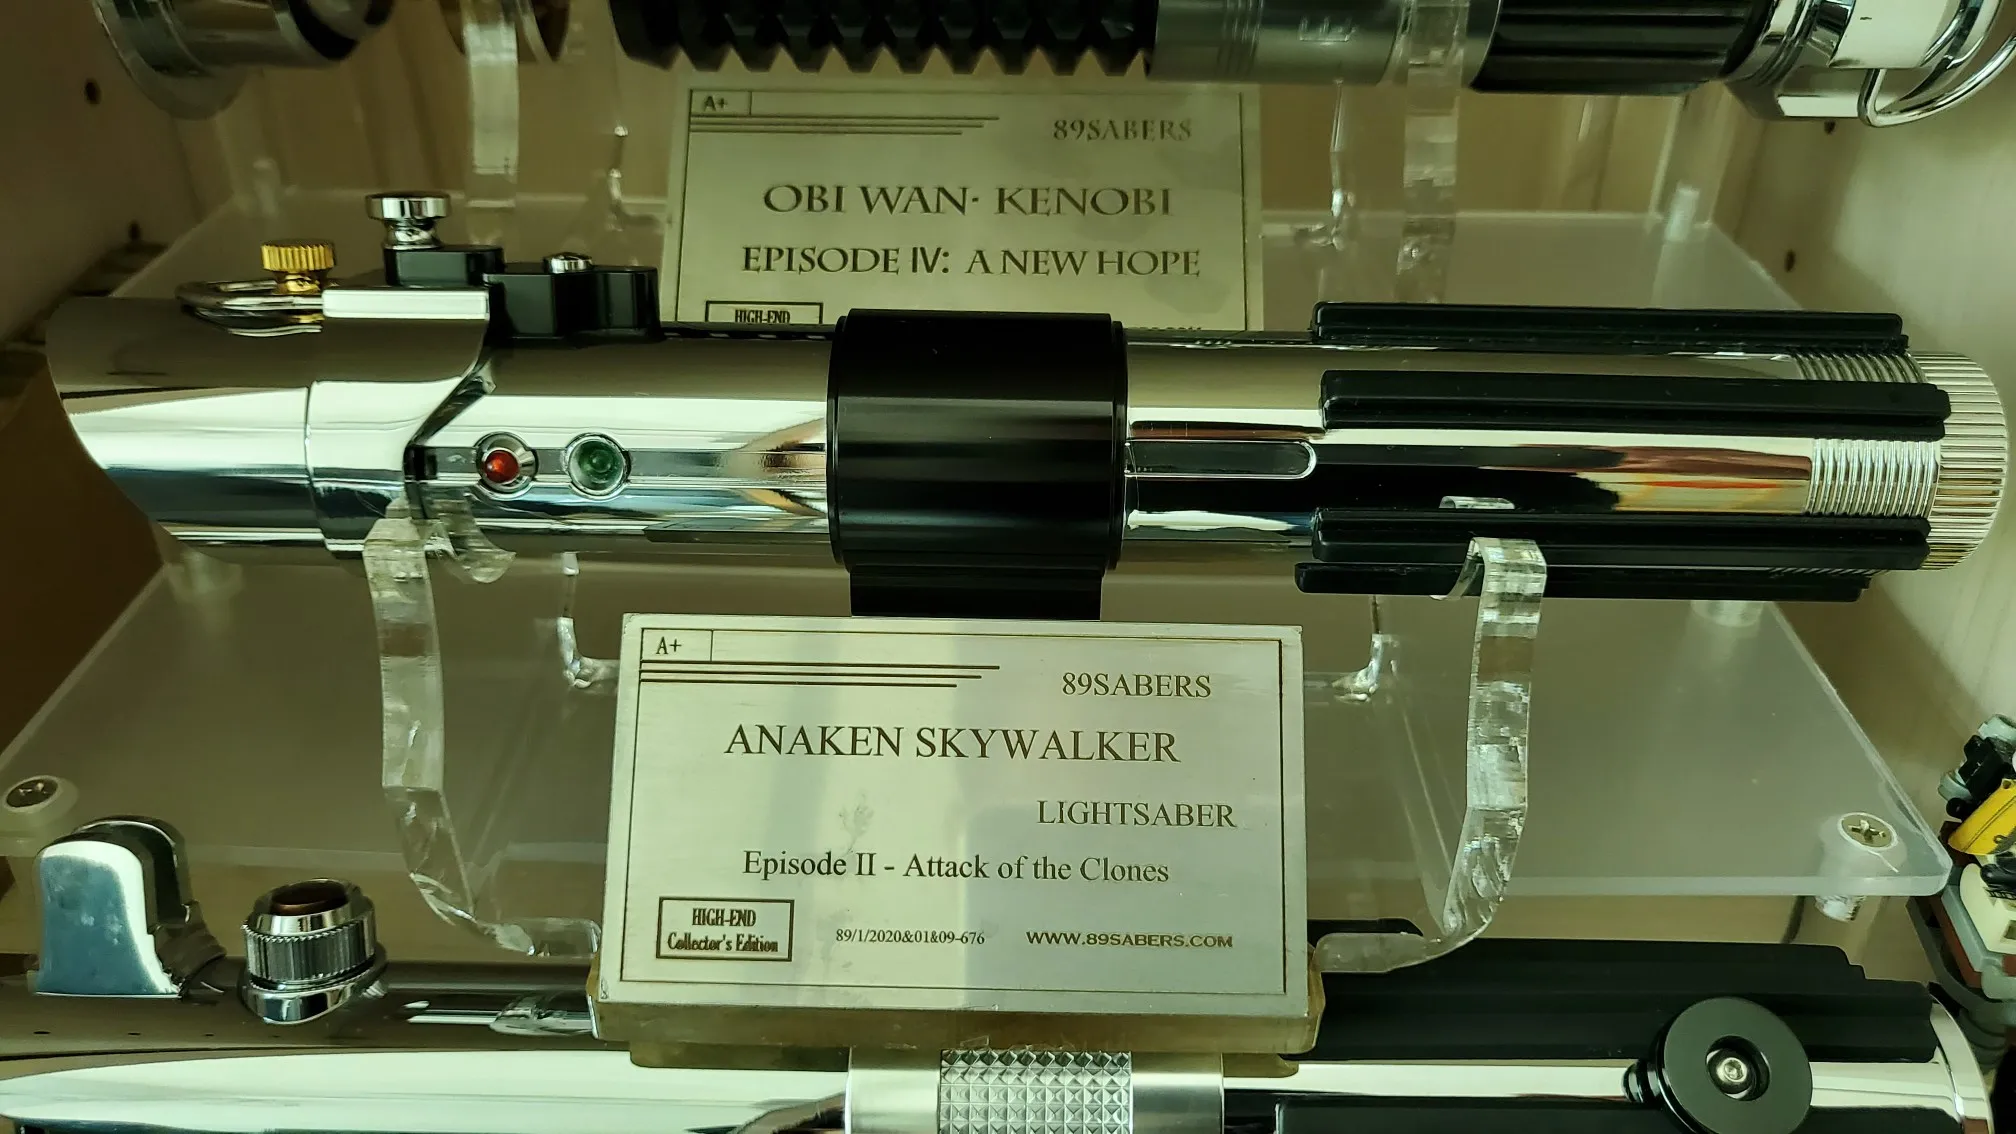 A+
89SABERS
OBI WAN· KENOBI
EPISODE IV: A NEW HOPE
HIGH-END
A+
89SABERS
ANAKEN SKYWALKER
LIGHTSABER
Episode II - Attack of the Clones
HIGH-END
Collector's Edition
89/1/2020&01&09-676
WWW.89SABERS.COM